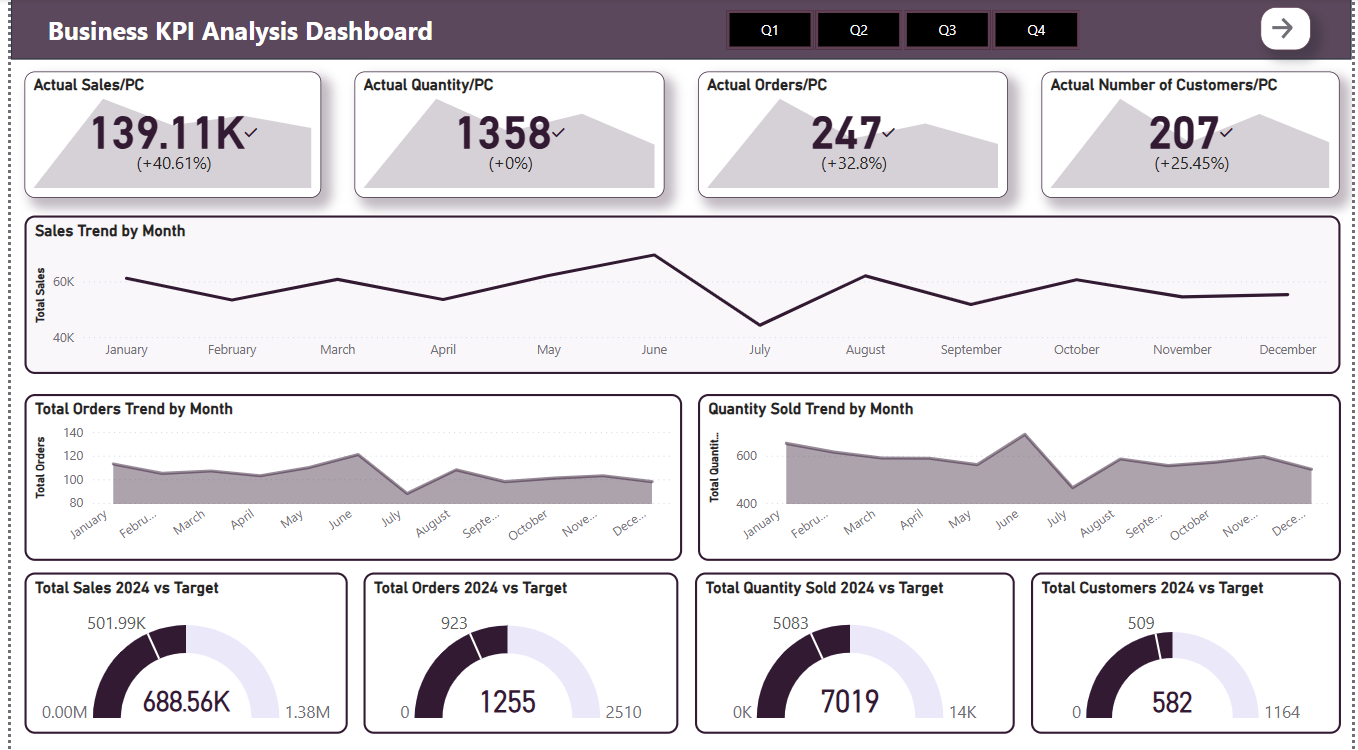 Business KPI Analysis Dashboard
Q1 Q2 Q3 Q4
Actual Sales/PC
139.11K
(+40.61%)
Actual Quantity/PC
1358
(+0%)
Actual Orders/PC
247
(+32.8%)
Actual Number of Customers/PC
207
(+25.45%)
Sales Trend by Month
Total Sales
60K
40K
January February March April May June July August September October November December
Total Orders Trend by Month
Total Orders
140
120
100
80
January Febru... March April May June July August Septe... October Nove... Dece...
Quantity Sold Trend by Month
Total Quantit...
600
400
January Febru... March April May June July August Septe... October Nove... Dece...
Total Sales 2024 vs Target
501.99K
688.56K
0.00M 1.38M
Total Orders 2024 vs Target
923
1255
0 2510
Total Quantity Sold 2024 vs Target
5083
7019
0K 14K
Total Customers 2024 vs Target
509
582
0 1164